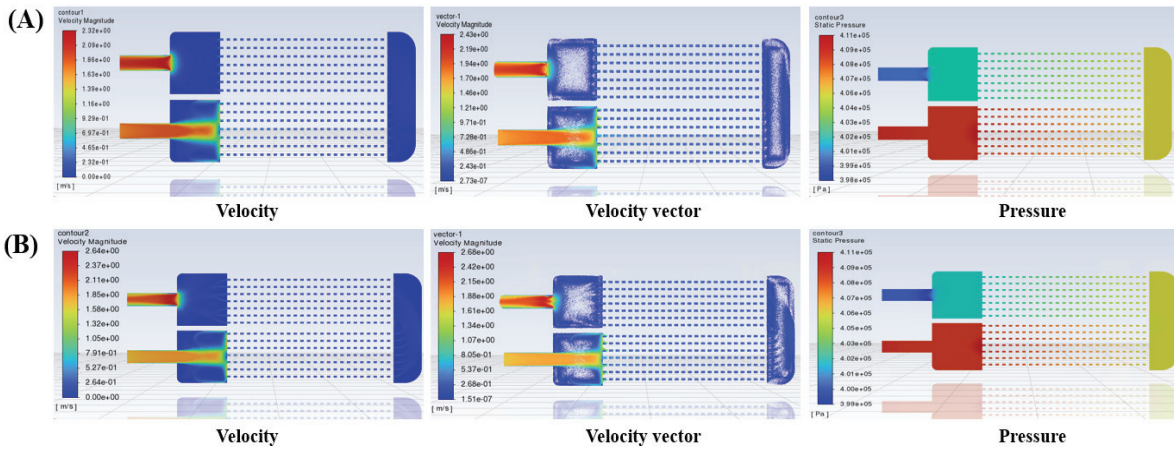 (A)
contour1
Velocity Magnitude
2.32e+00
2.09e+00
1.86e+00
1.63e+00
1.39e+00
1.16e+00
9.29e-01
6.97e-01
4.65e-01
2.32e-01
0.00e+00
[ m/s ]
Velocity
vector-1
Velocity Magnitude
2.43e+00
2.19e+00
1.94e+00
1.70e+00
1.46e+00
1.21e+00
9.71e-01
7.28e-01
4.86e-01
2.43e-01
2.73e-07
[ m/s ]
Velocity vector
contour3
Static Pressure
4.11e+05
4.09e+05
4.08e+05
4.07e+05
4.06e+05
4.04e+05
4.03e+05
4.02e+05
4.01e+05
3.99e+05
3.98e+05
[ Pa ]
Pressure
(B)
contour2
Velocity Magnitude
2.64e+00
2.37e+00
2.11e+00
1.85e+00
1.58e+00
1.32e+00
1.05e+00
7.91e-01
5.27e-01
2.64e-01
0.00e+00
[ m/s ]
Velocity
vector-1
Velocity Magnitude
2.68e+00
2.42e+00
2.15e+00
1.88e+00
1.61e+00
1.34e+00
1.07e+00
8.05e-01
5.37e-01
2.68e-01
1.51e-07
[ m/s ]
Velocity vector
contour3
Static Pressure
4.11e+05
4.09e+05
4.08e+05
4.07e+05
4.06e+05
4.05e+05
4.03e+05
4.02e+05
4.01e+05
4.00e+05
3.99e+05
[ Pa ]
Pressure